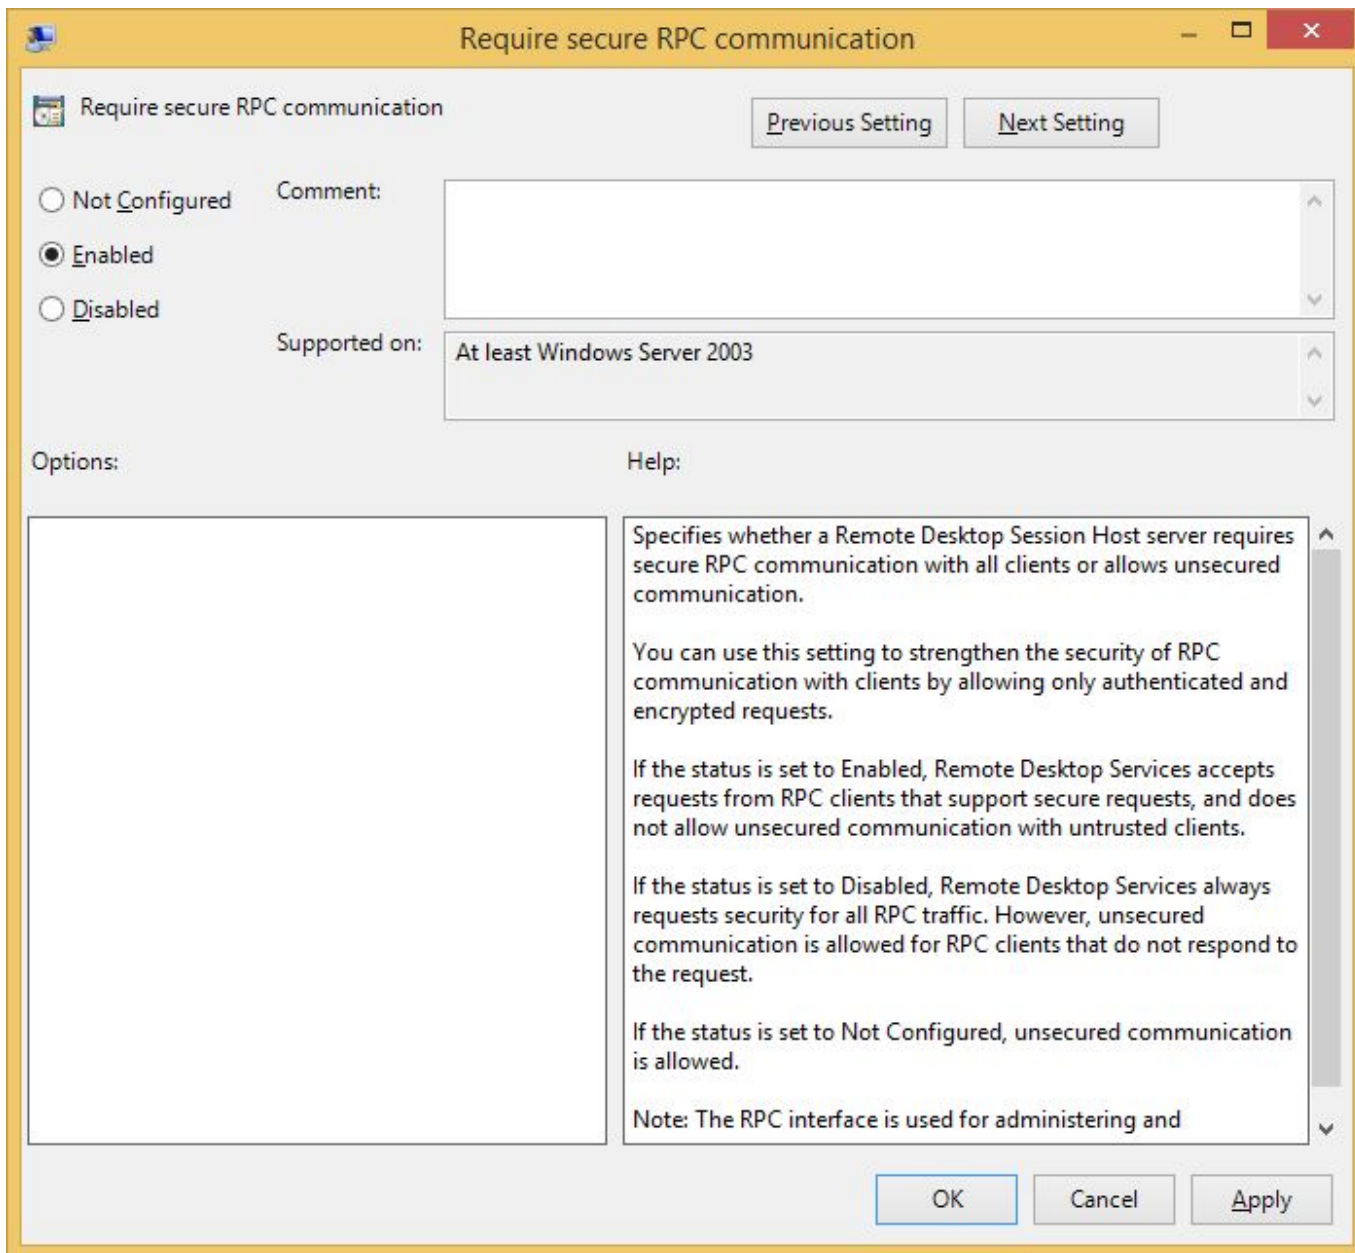 Require secure RPC communication
Require secure RPC communication
Previous Setting
Next Setting
Not Configured
Comment:
Enabled
Disabled
Supported on:
At least Windows Server 2003
Options:
Help:
Specifies whether a Remote Desktop Session Host server requires
secure RPC communication with all clients or allows unsecured
communication.
You can use this setting to strengthen the security of RPC
communication with clients by allowing only authenticated and
encrypted requests.
If the status is set to Enabled, Remote Desktop Services accepts
requests from RPC clients that support secure requests, and does
not allow unsecured communication with untrusted clients.
If the status is set to Disabled, Remote Desktop Services always
requests security for all RPC traffic. However, unsecured
communication is allowed for RPC clients that do not respond to
the request.
If the status is set to Not Configured, unsecured communication
is allowed.
Note: The RPC interface is used for administering and
OK
Cancel
Apply